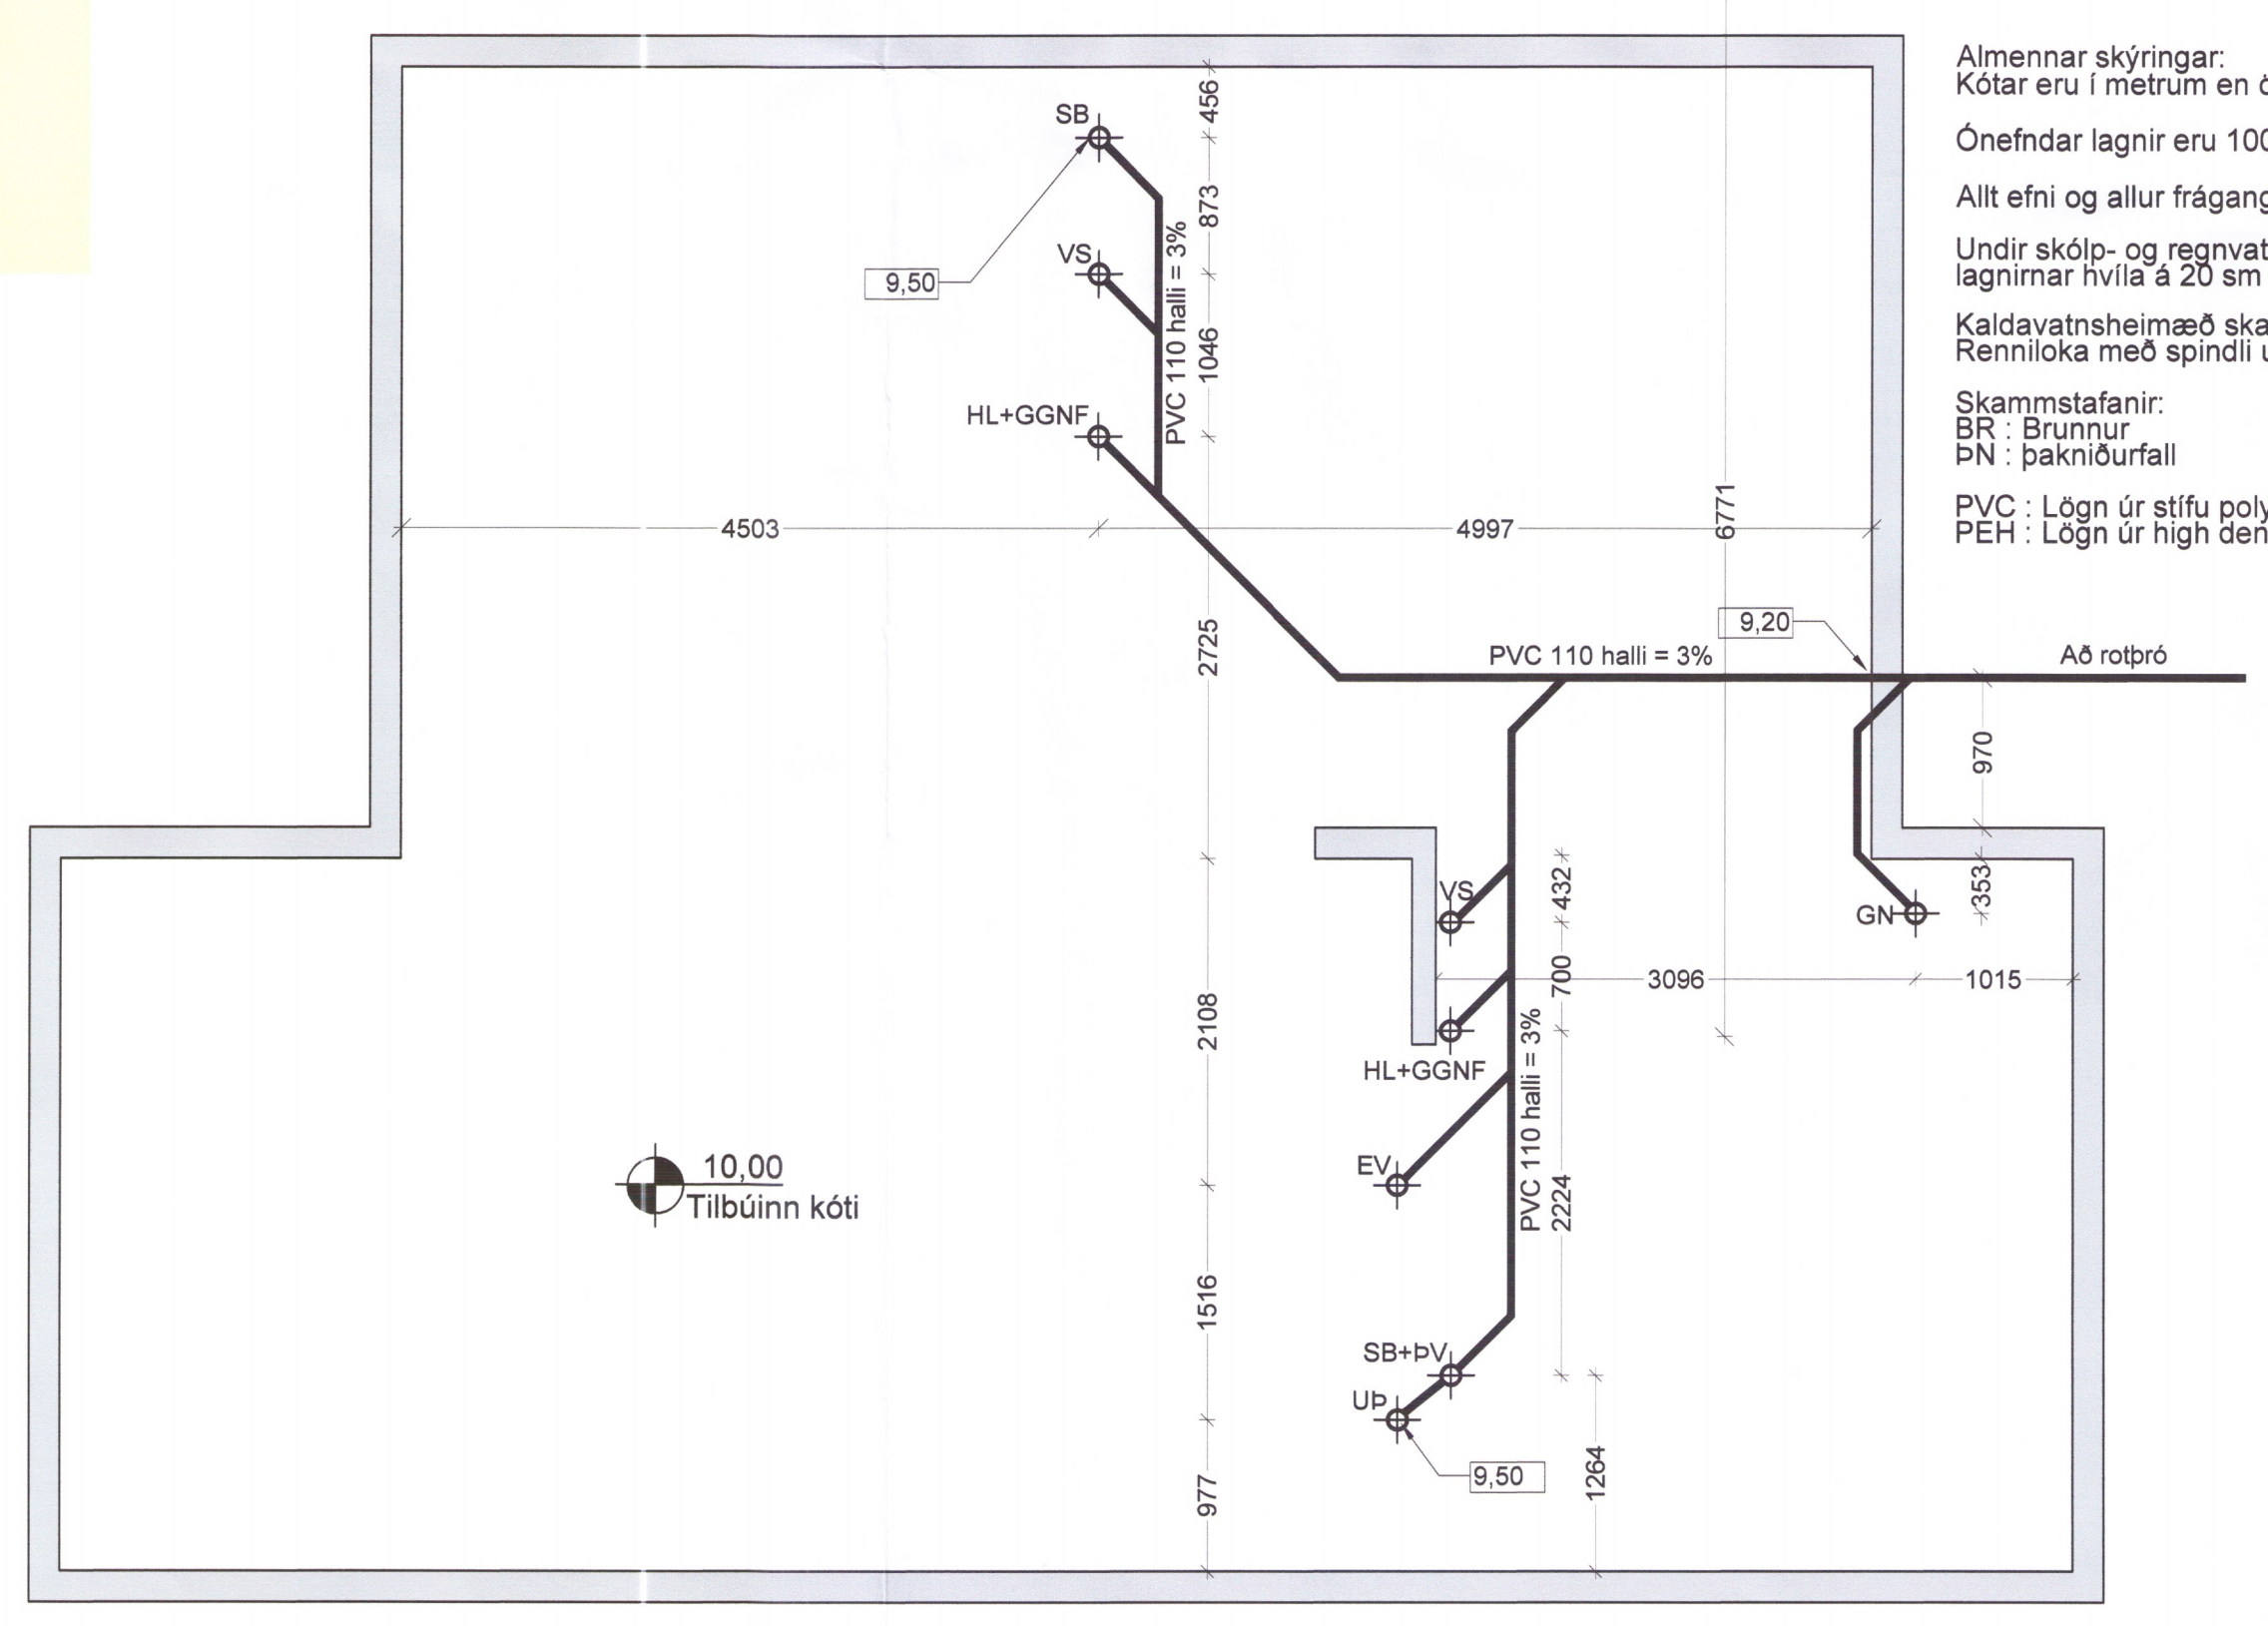 Almennar skýringar:
Kótar eru í metrum en
Ónefndar lagnir eru 100
Allt efni og allur frágang
Undir skólp- og regnvat
lagnirnar hvíla á 20 sm
Kaldavatnsheimæð ska
Renniloka með spindli
Skammstafanir:
BR : Brunnur
ÞN : þakniðurfall
PVC : Lögn úr stífu poly
PEH : Lögn úr high den
SB
456
873
VS
9,50
PVC 110 halli = 3%
1046
HL+GGNF
4503
4997
6771
2725
9,20
PVC 110 halli = 3%
Að rotþró
970
353
VS
432
GN
700
3096
1015
2108
HL+GGNF
PVC 110 halli = 3%
EV
2224
10,00
Tilbúinn kóti
1516
SB+ÞV
UÞ
9,50
1264
977